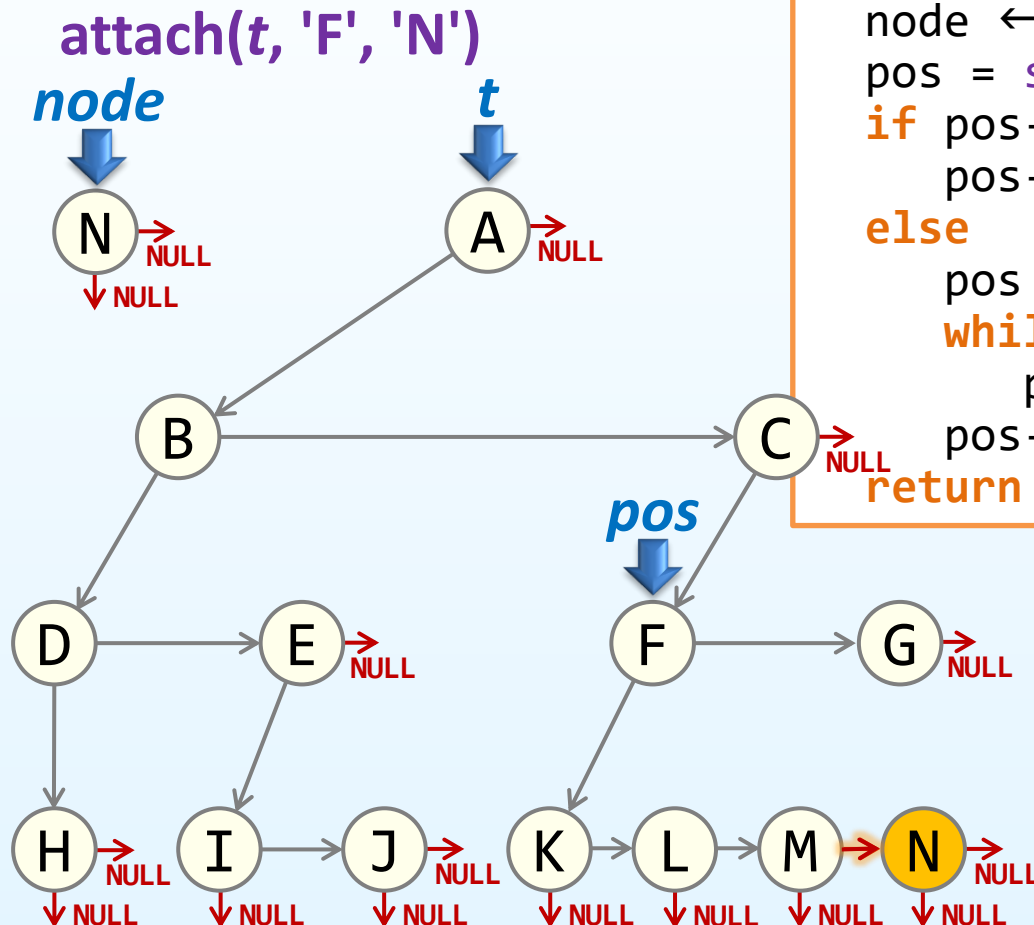 attach(t, 'F', 'N')
node
t
N
NULL
NULL
A
NULL
B
C
NULL
pos
D
E
NULL
F
G
NULL
H
NULL
NULL
I
NULL
J
NULL
NULL
K
NULL
L
NULL
M
NULL
N
NULL
NULL
node ←
pos = s
if pos-
pos-
else
pos
whil
p
pos-
return